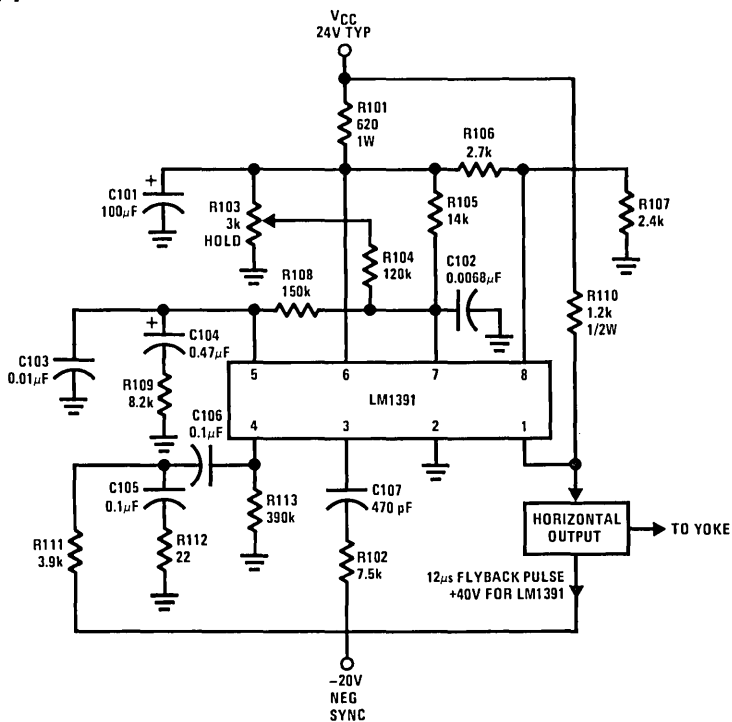 VCC
24V TYP
R101
620
1W
R106
2.7k
C101
100µF
+
R103
3k
HOLD
R105
14k
R107
2.4k
R104
120k
C102
0.0068µF
R108
150k
R110
1.2k
1/2W
+
C104
0.47µF
C103
0.01µF
R109
8.2k
5 6 7 8
LM1391
4 3 2 1
C106
0.1µF
C105
0.1µF
R113
390k
C107
470 pF
HORIZONTAL
OUTPUT
TO YOKE
R111
3.9k
R112
22
R102
7.5k
12µs FLYBACK PULSE
+40V FOR LM1391
–20V
NEG
SYNC